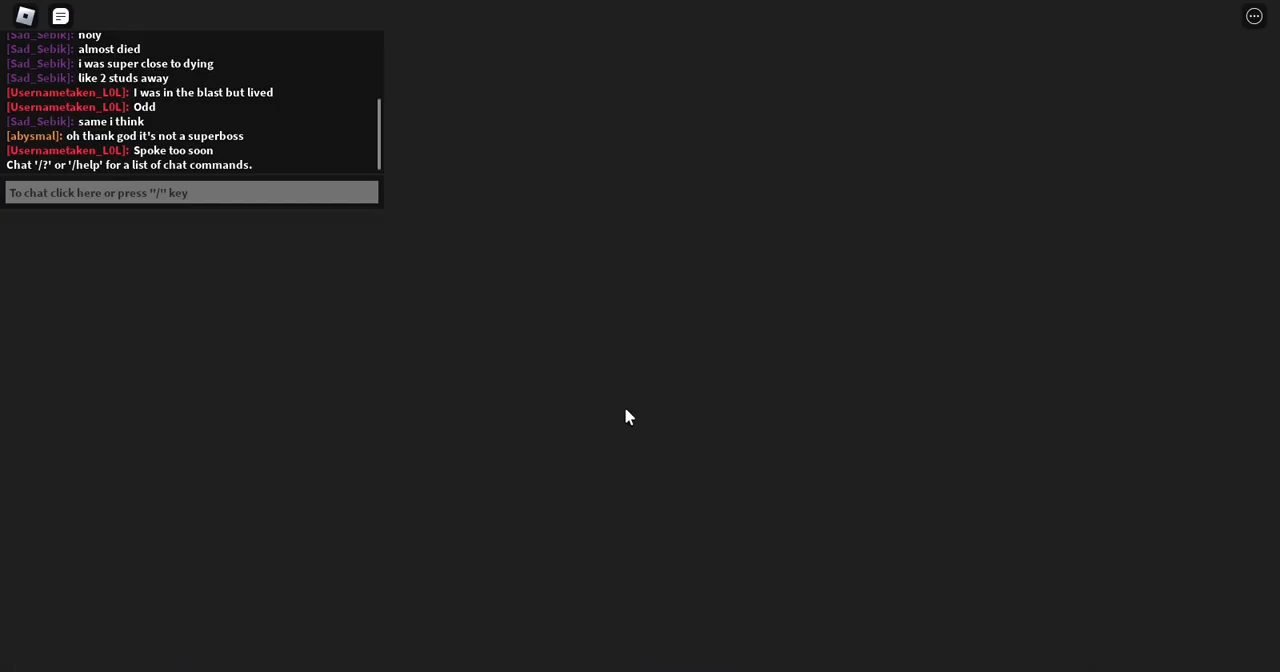 [Sad_Sebik]: holy
[Sad_Sebik]: almost died
[Sad_Sebik]: i was super close to dying
[Sad_Sebik]: like 2 studs away
[Usernametaken_L0L]: I was in the blast but lived
[Usernametaken_L0L]: Odd
[Sad_Sebik]: same i think
[abysmal]: oh thank god it's not a superboss
[Usernametaken_L0L]: Spoke too soon
Chat '/?' or '/help' for a list of chat commands.
To chat click here or press "/" key